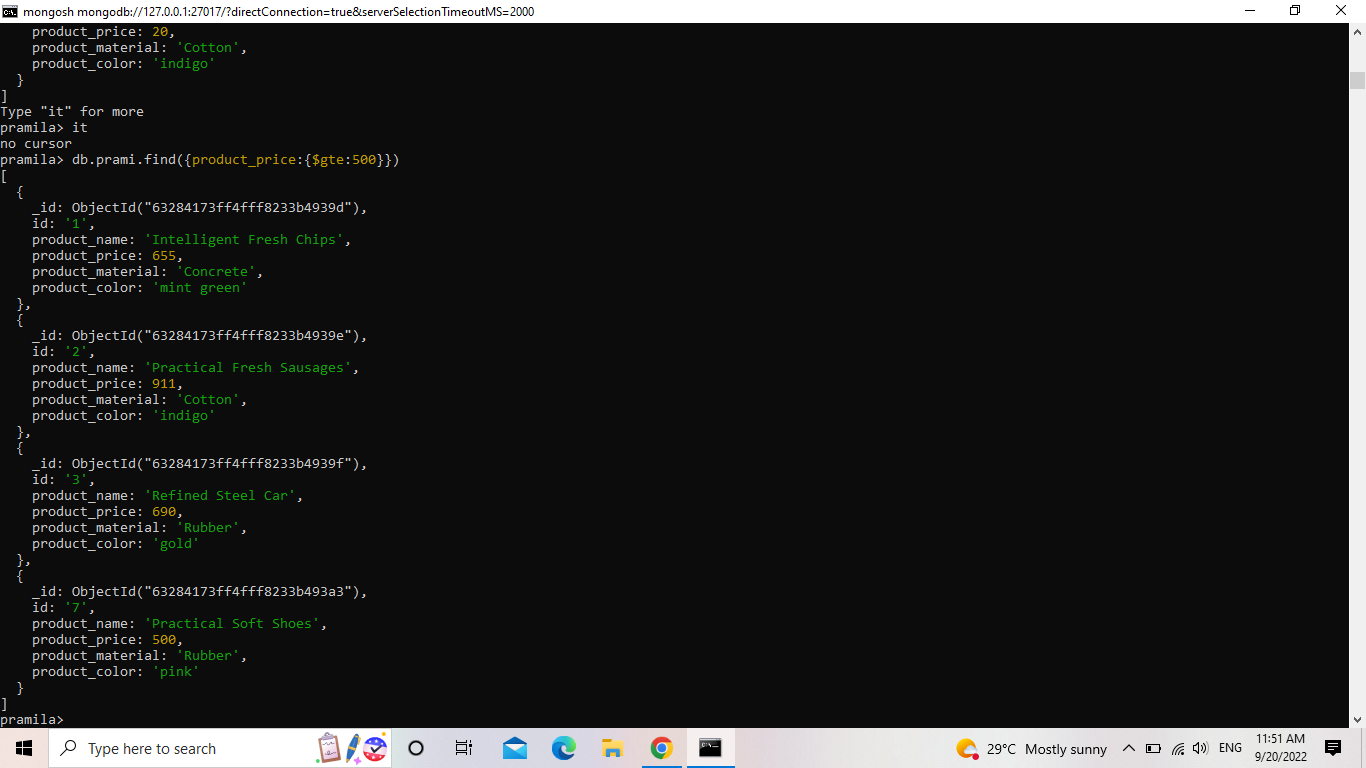 mongosh mongodb://127.0.0.1:27017/?directConnection=true&serverSelectionTimeoutMS=2000
    product_price: 20,
    product_material: 'Cotton',
    product_color: 'indigo'
  }
]
Type "it" for more
pramila> it
no cursor
pramila> db.prami.find({product_price:{$gte:500}})
[
  {
    _id: ObjectId("63284173ff4fff8233b4939d"),
    id: '1',
    product_name: 'Intelligent Fresh Chips',
    product_price: 655,
    product_material: 'Concrete',
    product_color: 'mint green'
  },
  {
    _id: ObjectId("63284173ff4fff8233b4939e"),
    id: '2',
    product_name: 'Practical Fresh Sausages',
    product_price: 911,
    product_material: 'Cotton',
    product_color: 'indigo'
  },
  {
    _id: ObjectId("63284173ff4fff8233b4939f"),
    id: '3',
    product_name: 'Refined Steel Car',
    product_price: 690,
    product_material: 'Rubber',
    product_color: 'gold'
  },
  {
    _id: ObjectId("63284173ff4fff8233b493a3"),
    id: '7',
    product_name: 'Practical Soft Shoes',
    product_price: 500,
    product_material: 'Rubber',
    product_color: 'pink'
  }
]
pramila>
Type here to search
29°C Mostly sunny
ENG
11:51 AM
9/20/2022